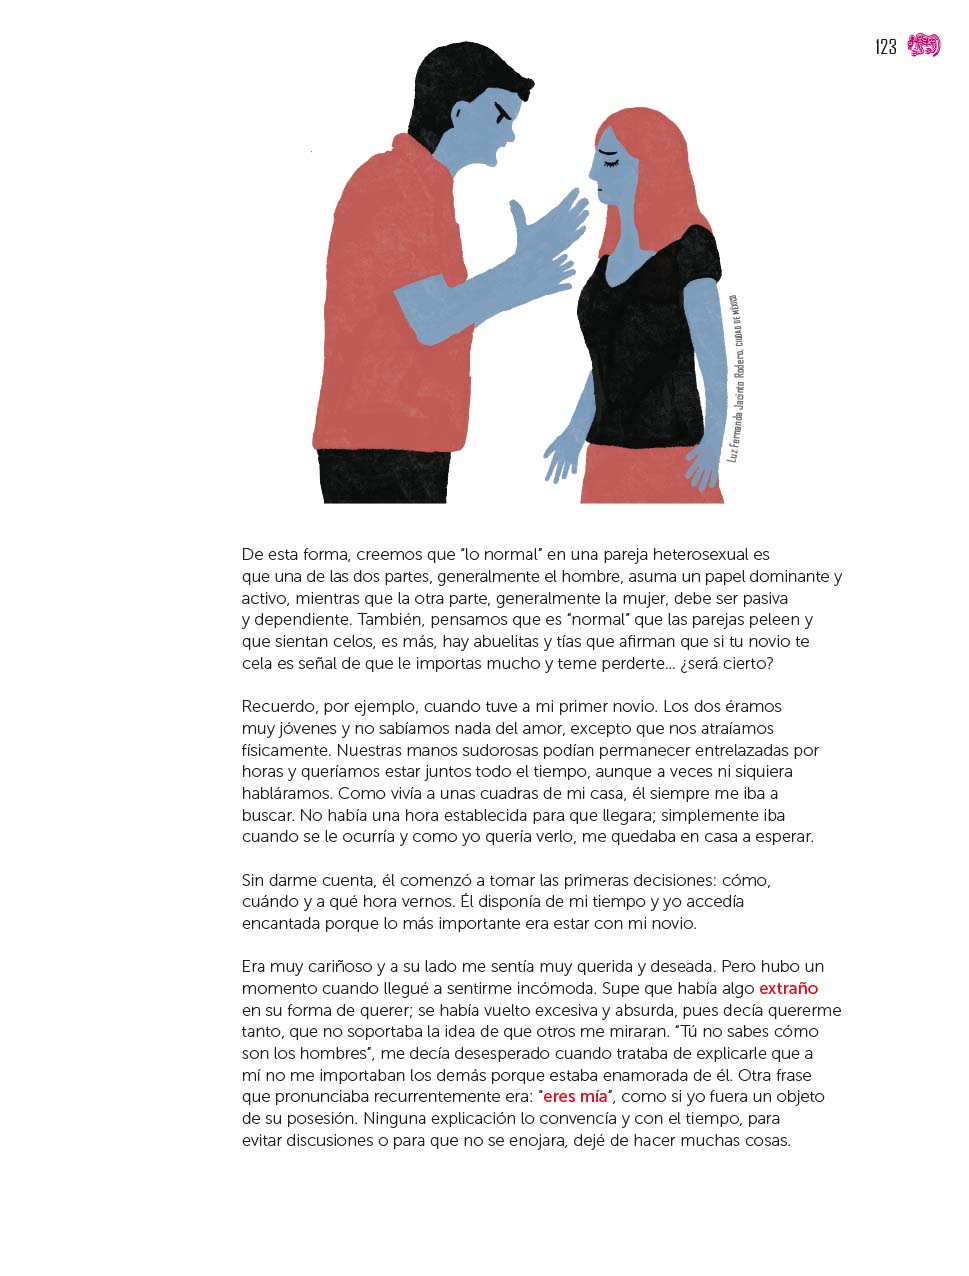 123
Luz Fernanda Jacinto Rodero, CIUDAD DE MÉXICO
De esta forma, creemos que “lo normal” en una pareja heterosexual es
que una de las dos partes, generalmente el hombre, asuma un papel dominante y
activo, mientras que la otra parte, generalmente la mujer, debe ser pasiva
y dependiente. También, pensamos que es “normal” que las parejas peleen y
que sientan celos, es más, hay abuelitas y tías que afirman que si tu novio te
cela es señal de que le importas mucho y teme perderte... ¿será cierto?
Recuerdo, por ejemplo, cuando tuve a mi primer novio. Los dos éramos
muy jóvenes y no sabíamos nada del amor, excepto que nos atraíamos
físicamente. Nuestras manos sudorosas podían permanecer entrelazadas por
horas y queríamos estar juntos todo el tiempo, aunque a veces ni siquiera
habláramos. Como vivía a unas cuadras de mi casa, él siempre me iba a
buscar. No había una hora establecida para que llegara; simplemente iba
cuando se le ocurría y como yo quería verlo, me quedaba en casa a esperar.
Sin darme cuenta, él comenzó a tomar las primeras decisiones: cómo,
cuándo y a qué hora vernos. Él disponía de mi tiempo y yo accedía
encantada porque lo más importante era estar con mi novio.
Era muy cariñoso y a su lado me sentía muy querida y deseada. Pero hubo un
momento cuando llegué a sentirme incómoda. Supe que había algo extraño
en su forma de querer; se había vuelto excesiva y absurda, pues decía quererme
tanto, que no soportaba la idea de que otros me miraran. “Tú no sabes cómo
son los hombres”, me decía desesperado cuando trataba de explicarle que a
mí no me importaban los demás porque estaba enamorada de él. Otra frase
que pronunciaba recurrentemente era: “eres mía”, como si yo fuera un objeto
de su posesión. Ninguna explicación lo convencía y con el tiempo, para
evitar discusiones o para que no se enojara, dejé de hacer muchas cosas.